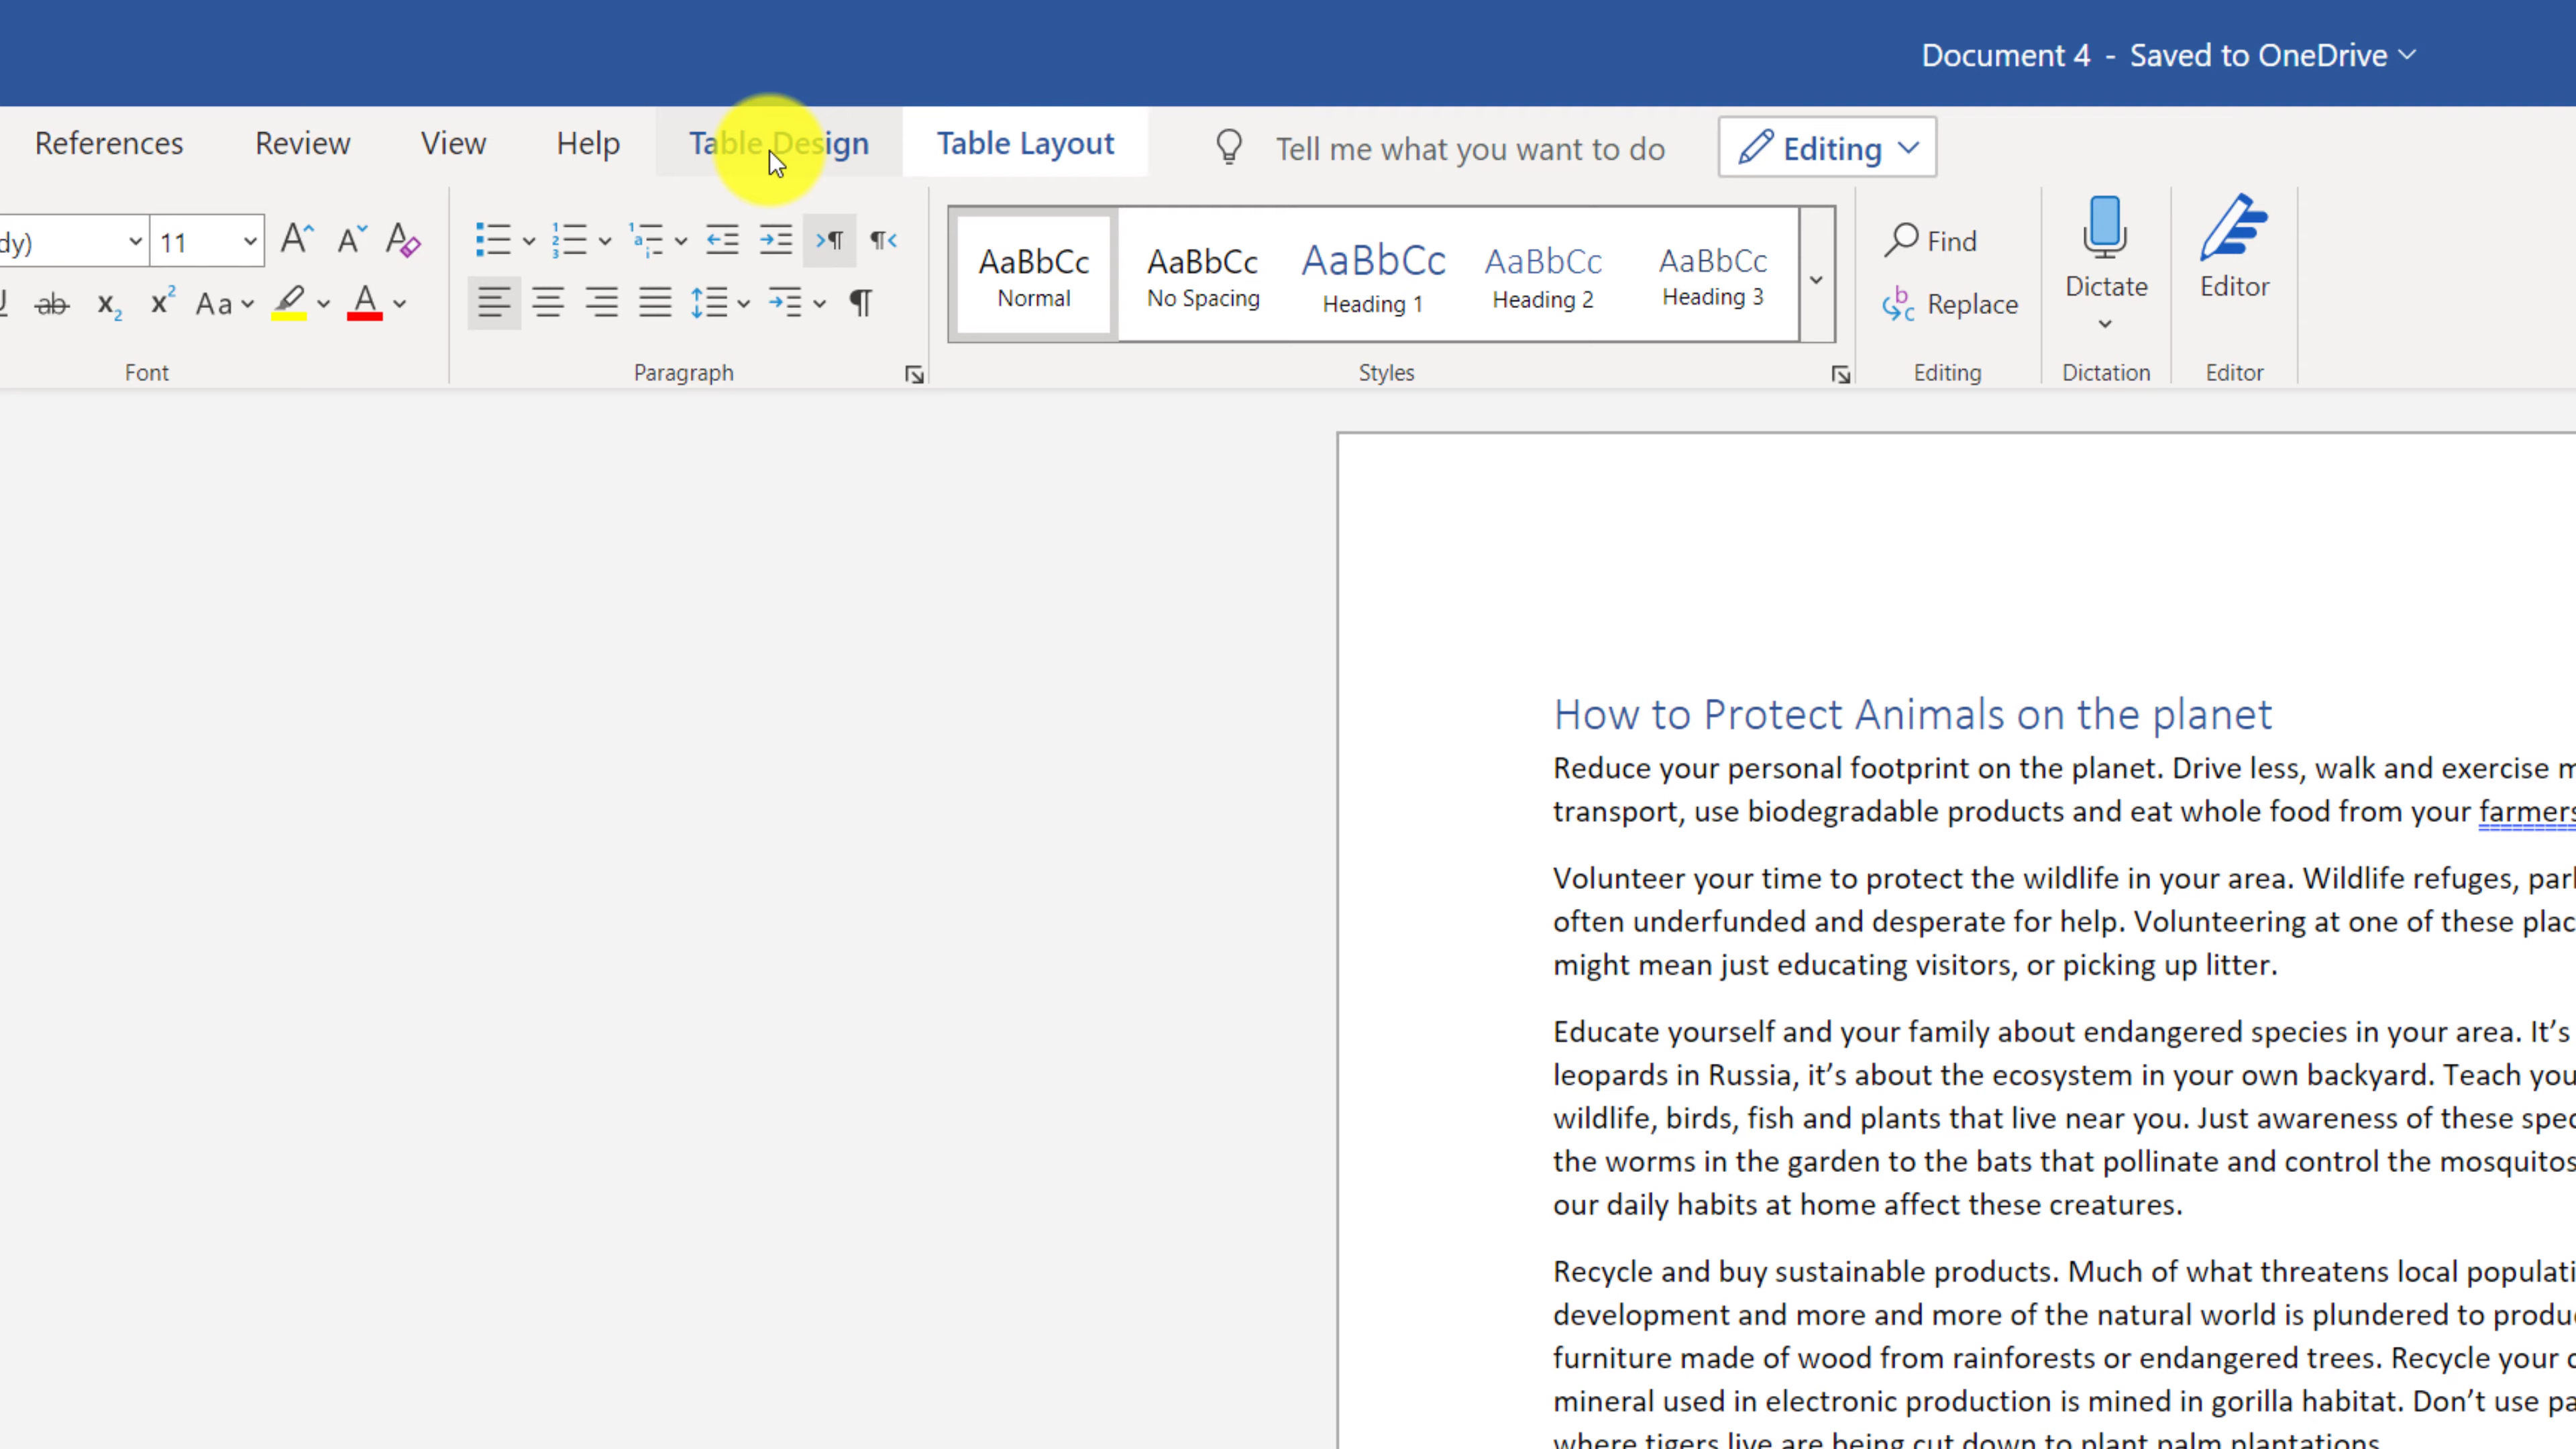 Document 4 - Saved to OneDrive
References Review View Help Table Design Table Layout Tell me what you want to do Editing
dy) 11 Find
AaBbCc AaBbCc AaBbCc AaBbCc AaBbCc
Normal No Spacing Heading 1 Heading 2 Heading 3
Replace Dictate Editor
Font Paragraph Styles Editing Dictation Editor
How to Protect Animals on the planet
Reduce your personal footprint on the planet. Drive less, walk and exercise
transport, use biodegradable products and eat whole food from your farmers
Volunteer your time to protect the wildlife in your area. Wildlife refuges,
often underfunded and desperate for help. Volunteering at one of these
might mean just educating visitors, or picking up litter.
Educate yourself and your family about endangered species in your area. It’s
leopards in Russia, it’s about the ecosystem in your own backyard. Teach
wildlife, birds, fish and plants that live near you. Just awareness of these
the worms in the garden to the bats that pollinate and control the mosquitos
our daily habits at home affect these creatures.
Recycle and buy sustainable products. Much of what threatens local
development and more and more of the natural world is plundered to
furniture made of wood from rainforests or endangered trees. Recycle your
mineral used in electronic production is mined in gorilla habitat. Don’t use
where tigers live are being cut down to plant palm plantations.